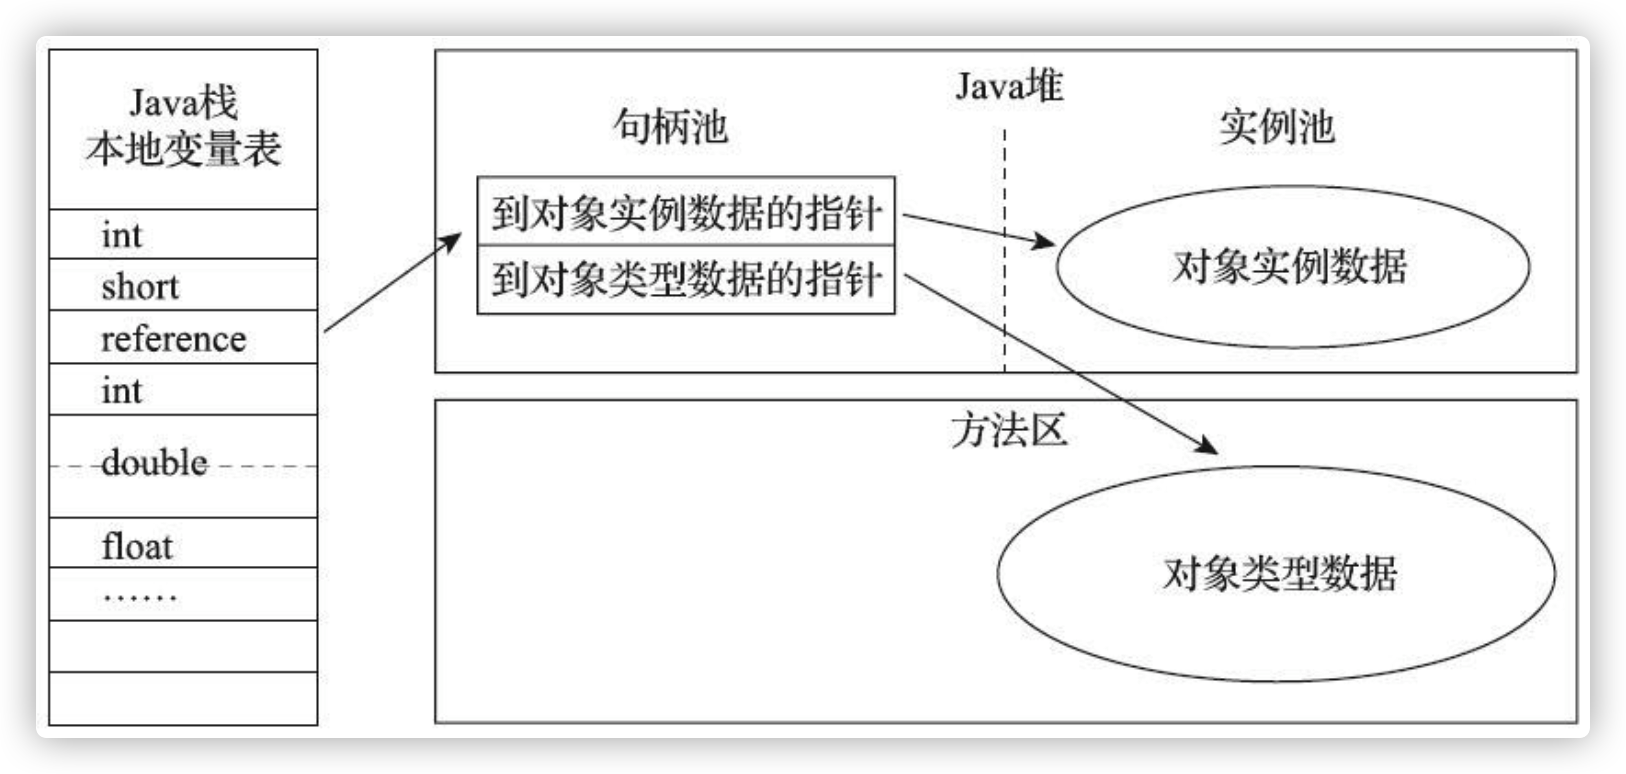 Java栈
本地变量表
int
short
reference
int
double
float
……
Java堆
句柄池
实例池
到对象实例数据的指针
到对象类型数据的指针
对象实例数据
方法区
对象类型数据